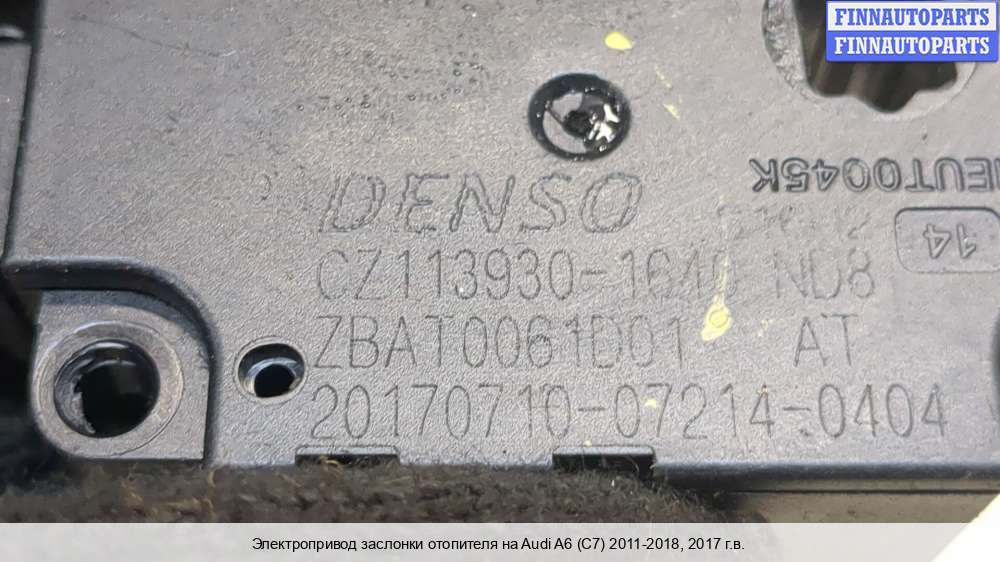 FINNAUTOPARTS
FINNAUTOPARTS
DENSO
CZ113930-1640 ND8
ZBAT0061D01 AT
20170710-07214-0404
EUT0045K
14
Электропривод заслонки отопителя на Audi A6 (C7) 2011-2018, 2017 г.в.